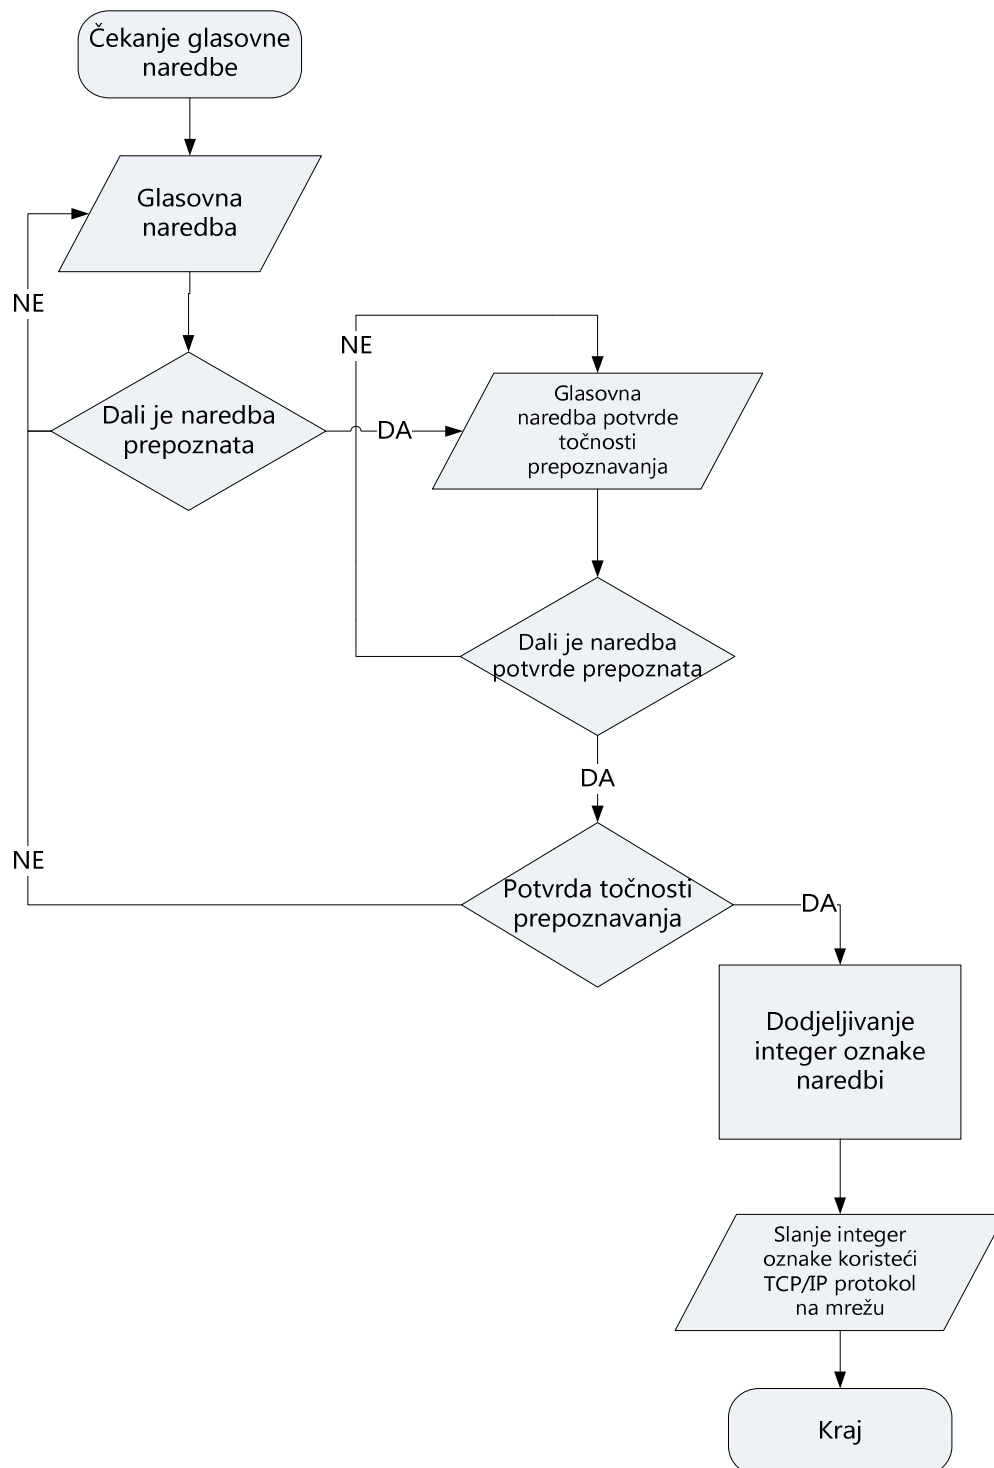 Čekanje glasovne
naredbe
Glasovna
naredba
NE
NE
Dali je naredba
prepoznata
DA
Glasovna
naredba potvrde
točnosti
prepoznavanja
Dali je naredba
potvrde prepoznata
DA
NE
Potvrda točnosti
prepoznavanja
DA
Dodjeljivanje
integer oznake
naredbi
Slanje integer
oznake koristeći
TCP/IP protokol
na mrežu
Kraj